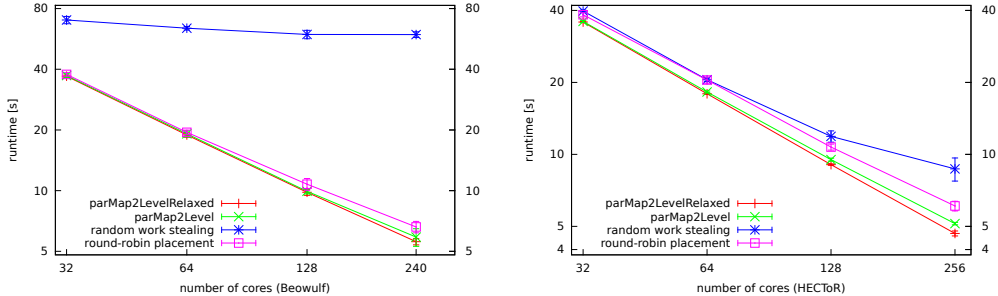 80 80
40 40
20 20
10 10
5 5
runtime [s]
parMap2LevelRelaxed
parMap2Level
random work stealing
round-robin placement
32 64 128 240
number of cores (Beowulf)
40 40
20 20
10 10
5 5
4 4
runtime [s]
parMap2LevelRelaxed
parMap2Level
random work stealing
round-robin placement
32 64 128 256
number of cores (HECToR)